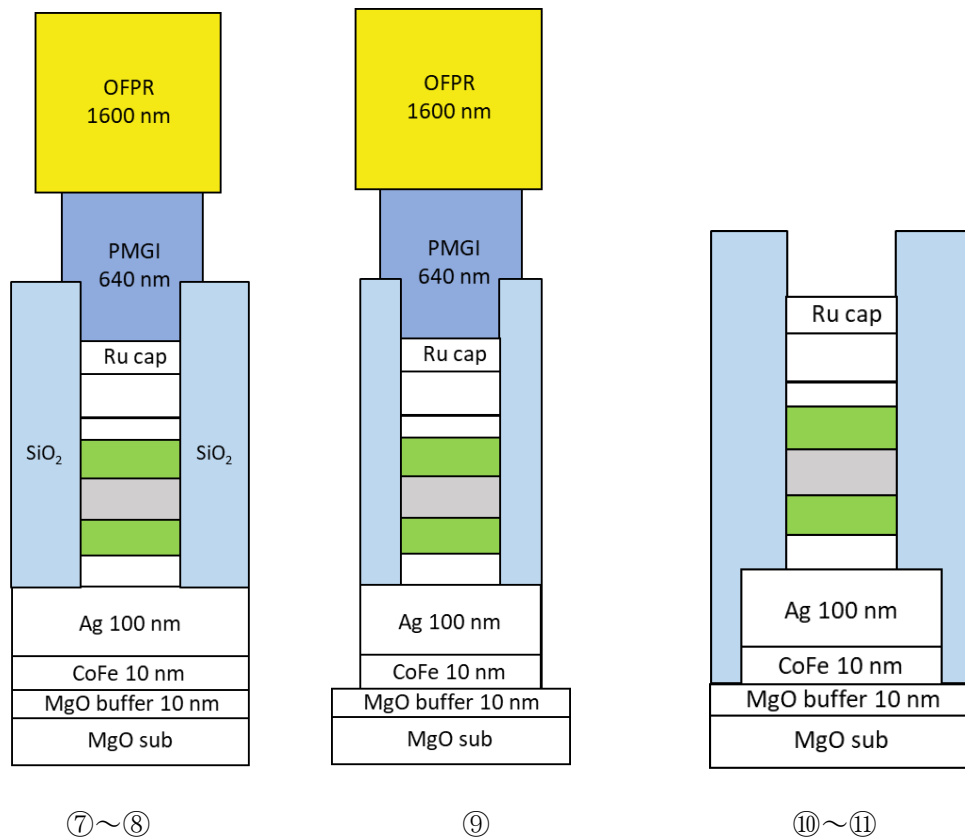 OFPR
1600 nm
PMGI
640 nm
Ru cap
SiO₂
SiO₂
Ag 100 nm
CoFe 10 nm
MgO buffer 10 nm
MgO sub
⑦～⑧
OFPR
1600 nm
PMGI
640 nm
Ru cap
Ag 100 nm
CoFe 10 nm
MgO buffer 10 nm
MgO sub
⑨
Ru cap
Ag 100 nm
CoFe 10 nm
MgO buffer 10 nm
MgO sub
⑩～⑪